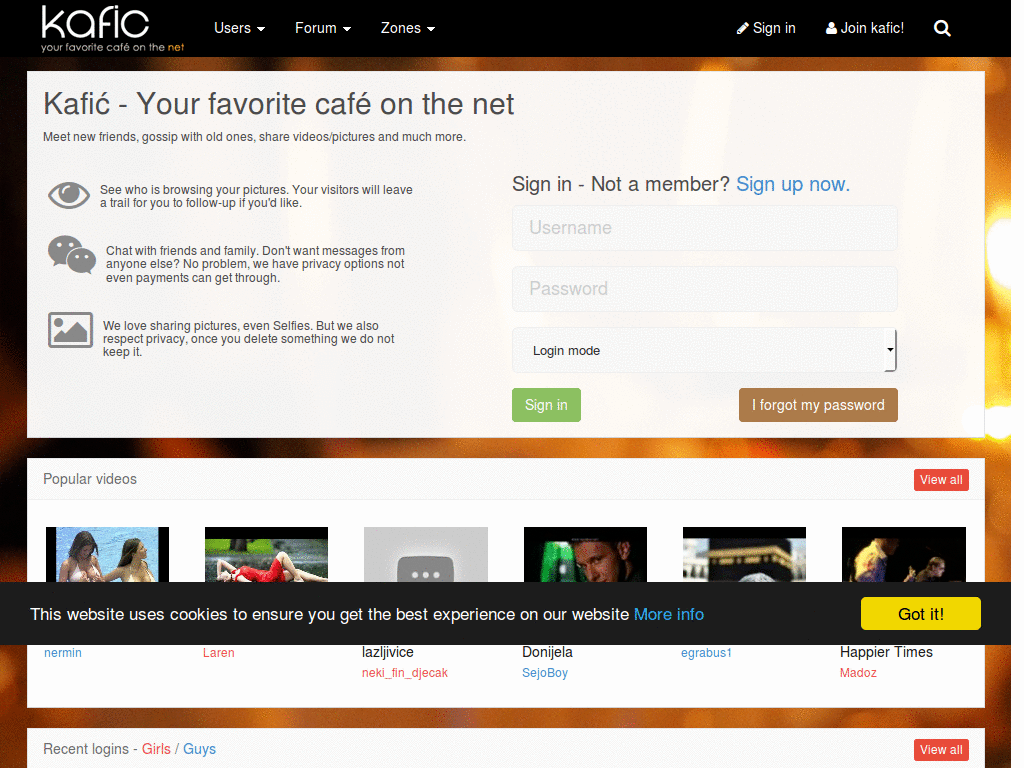 kafic
your favorite café on the net
Users
Forum
Zones
Sign in
Join kafic!
Kafić - Your favorite café on the net
Meet new friends, gossip with old ones, share videos/pictures and much more.
See who is browsing your pictures. Your visitors will leave
a trail for you to follow-up if you'd like.
Chat with friends and family. Don't want messages from
anyone else? No problem, we have privacy options not
even payments can get through.
We love sharing pictures, even Selfies. But we also
respect privacy, once you delete something we do not
keep it.
Sign in - Not a member? Sign up now.
Username
Password
Login mode
Sign in
I forgot my password
Popular videos
View all
This website uses cookies to ensure you get the best experience on our website More info
Got it!
nermin
Laren
lazljivice
neki_fin_djecak
Donijela
SejoBoy
egrabus1
Happier Times
Madoz
Recent logins - Girls / Guys
View all